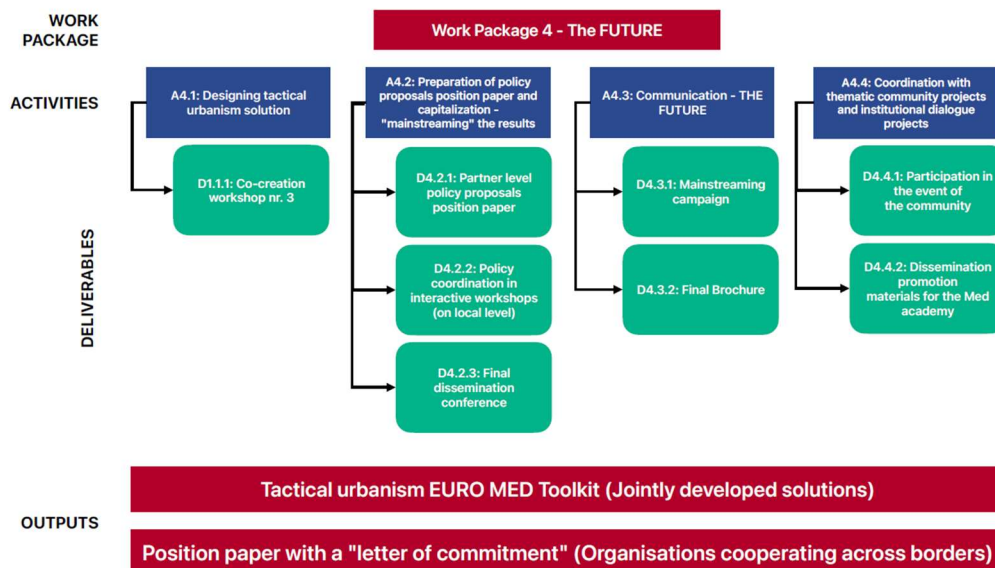 WORK
PACKAGE
Work Package 4 - The FUTURE
ACTIVITIES
A4.1: Designing tactical
urbanism solution
A4.2: Preparation of policy
proposals position paper and
capitalization -
"mainstreaming" the results
A4.3: Communication - THE
FUTURE
A4.4: Coordination with
thematic community projects
and institutional dialogue
projects
DELIVERABLES
D1.1.1: Co-creation
workshop nr. 3
D4.2.1: Partner level
policy proposals
position paper
D4.2.2: Policy
coordination in
interactive workshops
(on local level)
D4.2.3: Final
dissemination
conference
D4.3.1: Mainstreaming
campaign
D4.3.2: Final Brochure
D4.4.1: Participation in
the event of
the community
D4.4.2: Dissemination
promotion
materials for the Med
academy
OUTPUTS
Tactical urbanism EURO MED Toolkit (Jointly developed solutions)
Position paper with a "letter of commitment" (Organisations cooperating across borders)